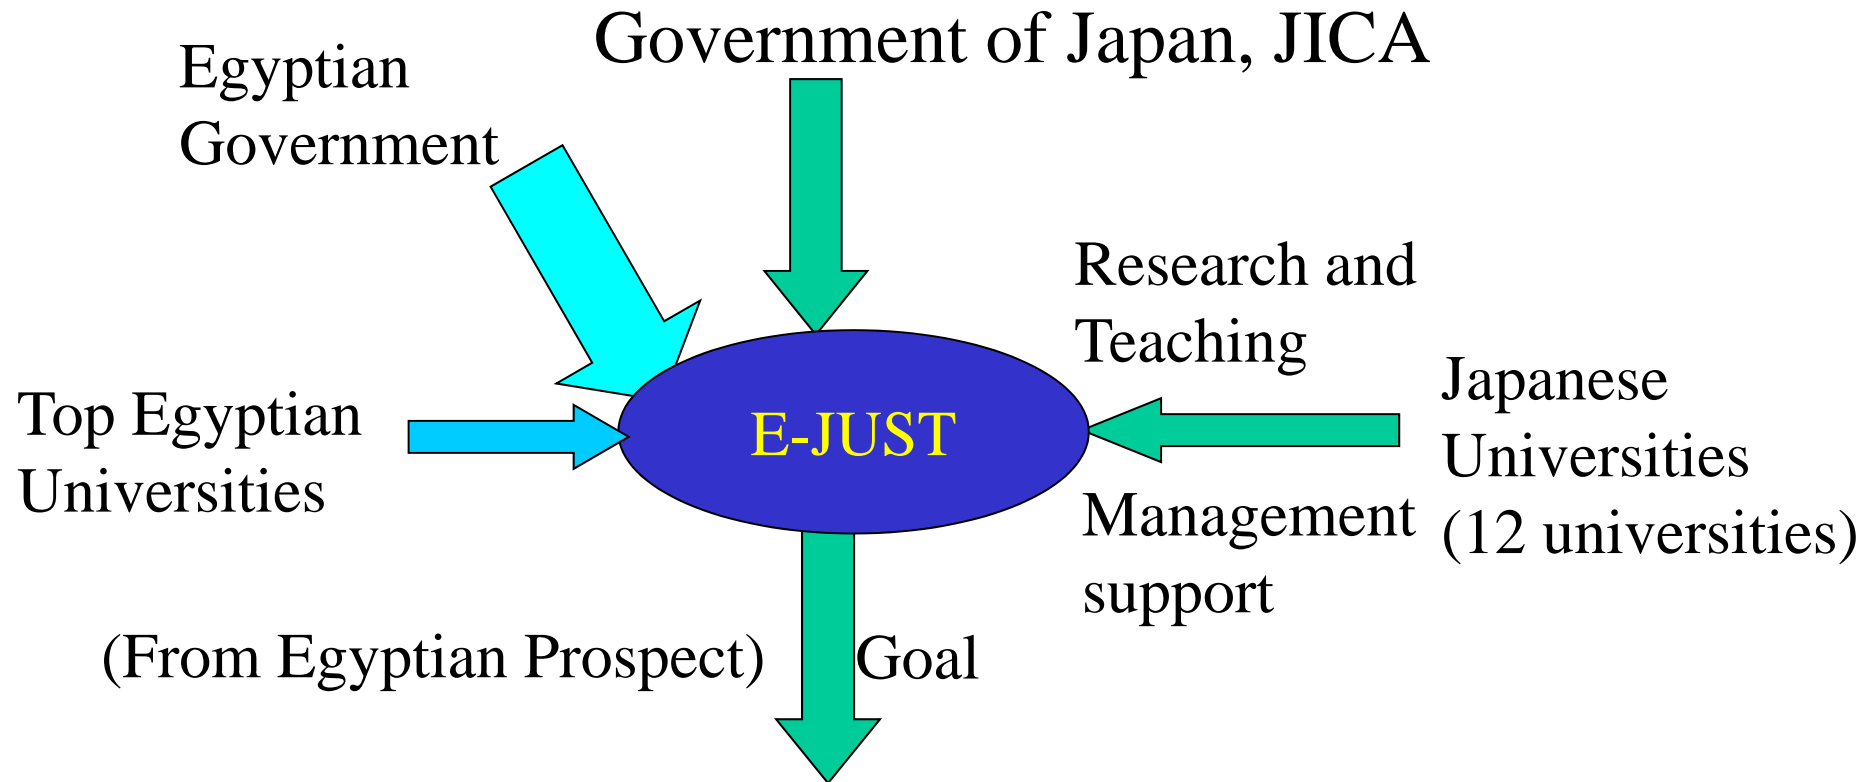 Government of Japan, JICA
Egyptian
Government
Research and
Teaching
Top Egyptian
Universities
E-JUST
Japanese
Universities
(12 universities)
Management
support
(From Egyptian Prospect)
Goal